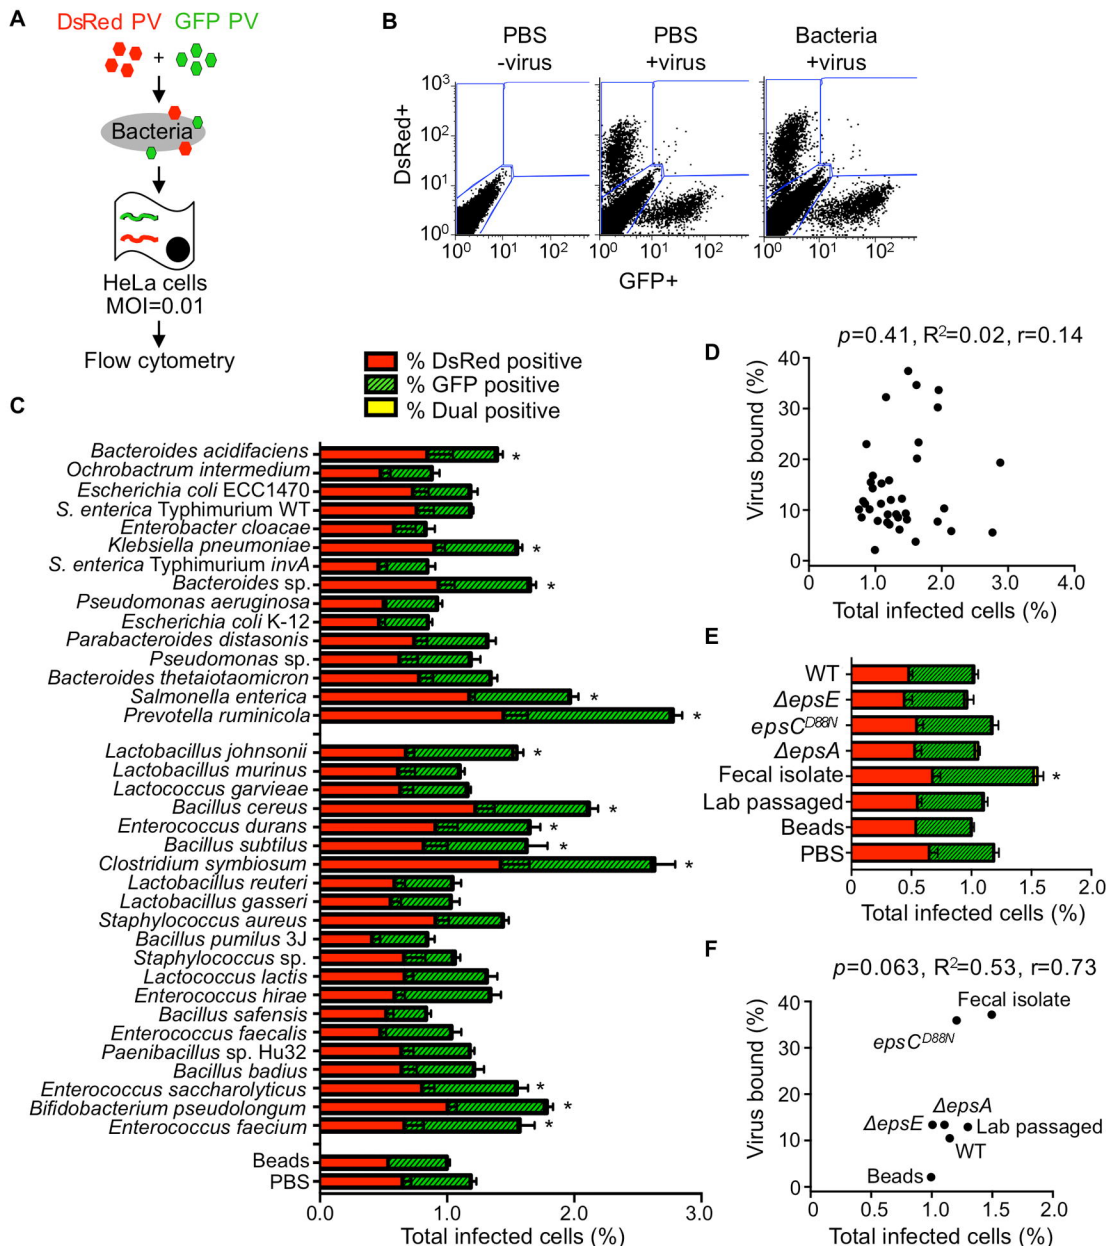 A
DsRed PV GFP PV
+
Bacteria
HeLa cells
MOI=0.01
Flow cytometry
B
PBS
-virus
PBS
+virus
Bacteria
+virus
DsRed+
10³
10²
10¹
10⁰
10⁰ 10¹ 10²
10⁰ 10¹ 10²
10⁰ 10¹ 10²
GFP+
% DsRed positive
% GFP positive
% Dual positive
C
Bacteroides acidifaciens *
Ochrobactrum intermedium
Escherichia coli ECC1470
S. enterica Typhimurium WT
Enterobacter cloacae
Klebsiella pneumoniae *
S. enterica Typhimurium invA
Bacteroides sp. *
Pseudomonas aeruginosa
Escherichia coli K-12
Parabacteroides distasonis
Pseudomonas sp.
Bacteroides thetaiotaomicron
Salmonella enterica *
Prevotella ruminicola *
Lactobacillus johnsonii *
Lactobacillus murinus
Lactococcus garvieae
Bacillus cereus *
Enterococcus durans *
Bacillus subtilus *
Clostridium symbiosum *
Lactobacillus reuteri
Lactobacillus gasseri
Staphylococcus aureus
Bacillus pumilus 3J
Staphylococcus sp.
Lactococcus lactis
Enterococcus hirae
Bacillus safensis
Enterococcus faecalis
Paenibacillus sp. Hu32
Bacillus badius
Enterococcus saccharolyticus *
Bifidobacterium pseudolongum *
Enterococcus faecium *
Beads
PBS
0.0 1.0 2.0 3.0
Total infected cells (%)
D
p=0.41, R²=0.02, r=0.14
Virus bound (%)
40
30
20
10
0
0 1.0 2.0 3.0 4.0
Total infected cells (%)
E
WT
ΔepsE
epsC^D88N
ΔepsA
Fecal isolate *
Lab passaged
Beads
PBS
0 0.5 1.0 1.5 2.0
Total infected cells (%)
F
p=0.063, R²=0.53, r=0.73
Virus bound (%)
40
30
20
10
0
Fecal isolate
epsC^D88N
ΔepsA
ΔepsE
Lab passaged
WT
Beads
0 0.5 1.0 1.5 2.0
Total infected cells (%)